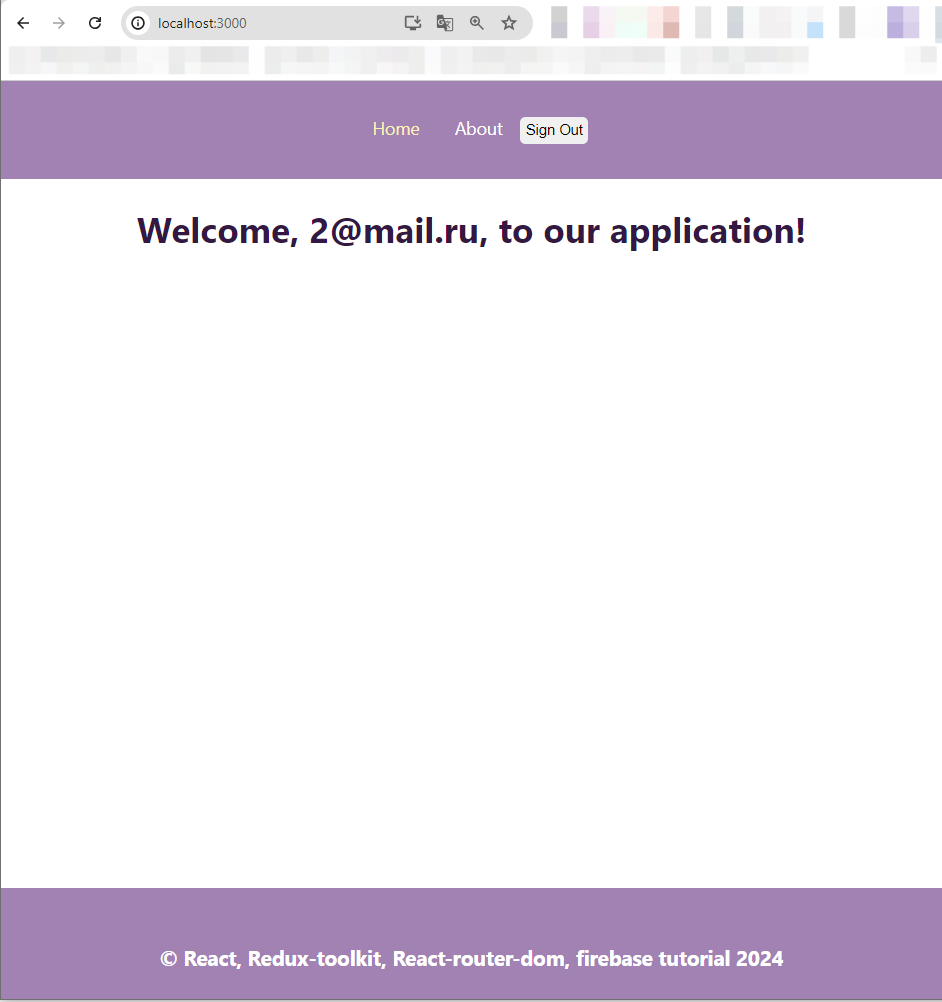 localhost:3000
Home About Sign Out
Welcome, 2@mail.ru, to our application!
© React, Redux-toolkit, React-router-dom, firebase tutorial 2024